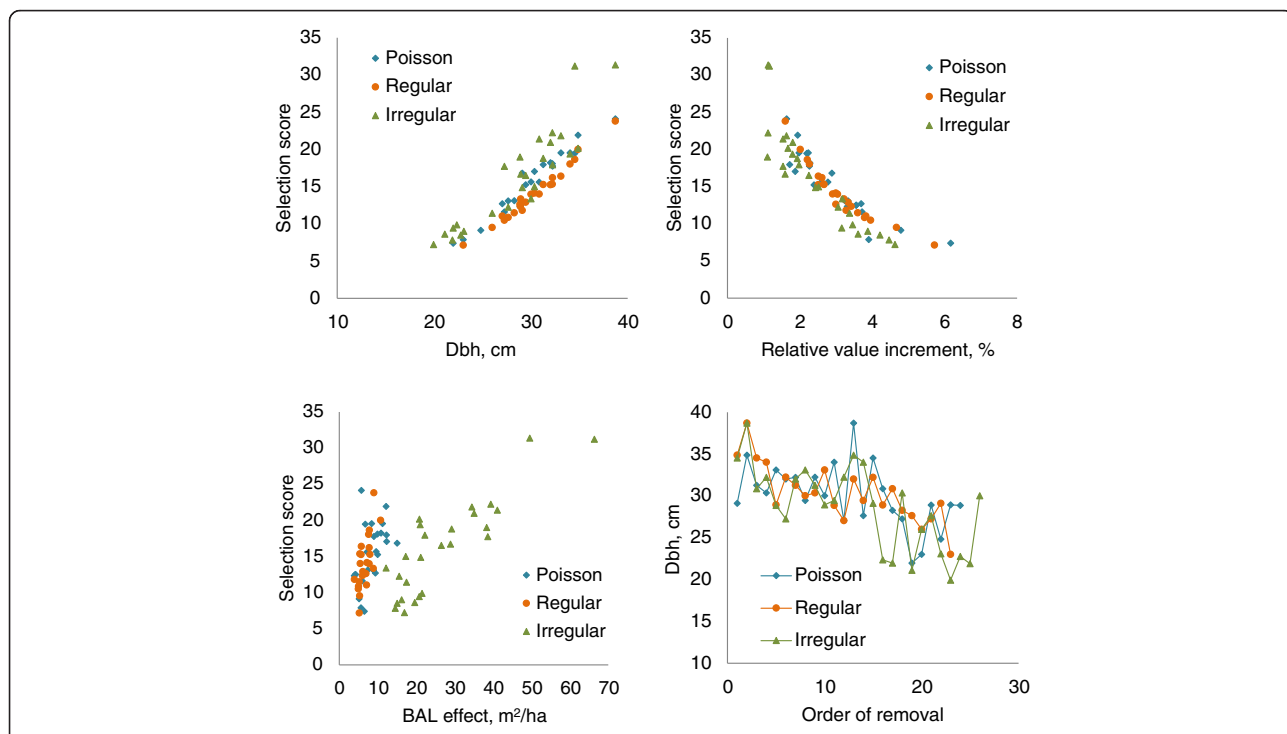 35
30
25
20
15
10
5
0
Selection score
Poisson
Regular
Irregular
10 20 30 40
Dbh, cm
35
30
25
20
15
10
5
0
Selection score
Poisson
Regular
Irregular
0 2 4 6 8
Relative value increment, %
35
30
25
20
15
10
5
0
Selection score
Poisson
Regular
Irregular
0 10 20 30 40 50 60 70
BAL effect, m²/ha
40
35
30
25
20
15
10
Dbh, cm
Poisson
Regular
Irregular
0 10 20 30
Order of removal